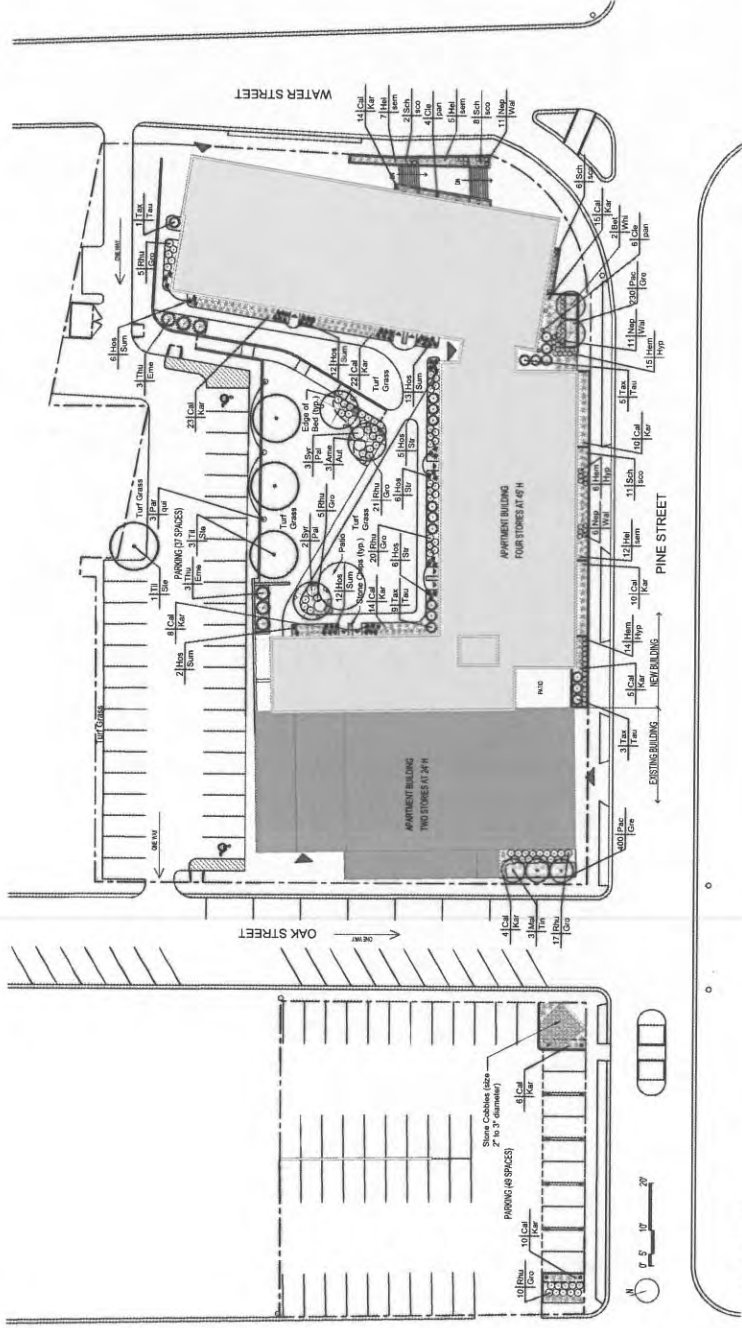 WATER STREET
14 Cal
Kar
7 Hel
sem
2 Sch
sco
4 Cle
pan
5 Hel
sem
8 Sch
sco
11 Nep
Wal
1 Tax
Tau
5 Rhu
Gro
ONE WAY
6 Hos
Sum
3 Thu
Eme
23 Cal
Kar
12 Hos
Sum
22 Cal
Kar
Turf Grass
13 Hos
Sum
Edge of
Bed (typ.)
3 Syr
Pal
3 Ame
Aut
21 Rhu
Gro
5 Hos
Str
6 Hos
Str
Turf Grass
3 Par
qui
3 Til
Ste
Turf Grass
1 Til
Ste
PARKING (37 SPACES)
3 Thu
Eme
5 Rhu
Gro
2 Syr
Pal
Patio
Turf Grass
12 Hos
Sum
Stone Chips (typ.)
14 Cal
Kar
20 Rhu
Gro
6 Hos
Str
9 Tax
Tau
8 Cal
Kar
2 Hos
Sum
Turf Grass
ONE WAY
DN
DN
6 Sch
sco
15 Cal
Kar
2 Bet
Whi
6 Cle
pan
230 Pac
Gre
11 Nep
Wal
15 Hem
Hyp
5 Tax
Tau
10 Cal
Kar
6 Hem
Hyp
11 Sch
sco
6 Nep
Wal
12 Hel
sem
10 Cal
Kar
14 Hem
Hyp
5 Cal
Kar
3 Tax
Tau
APARTMENT BUILDING
FOUR STORIES AT 45' H
PATIO
PINE STREET
NEW BUILDING
EXISTING BUILDING
APARTMENT BUILDING
TWO STORIES AT 24' H
400 Pac
Gre
4 Cal
Kar
3 Mal
Tin
17 Rhu
Gro
OAK STREET
ONE WAY
Stone Cobbles (size
2" to 3" diameter)
6 Cal
Kar
PARKING (49 SPACES)
10 Cal
Kar
10 Rhu
Gro
N
0' 5' 10' 20'